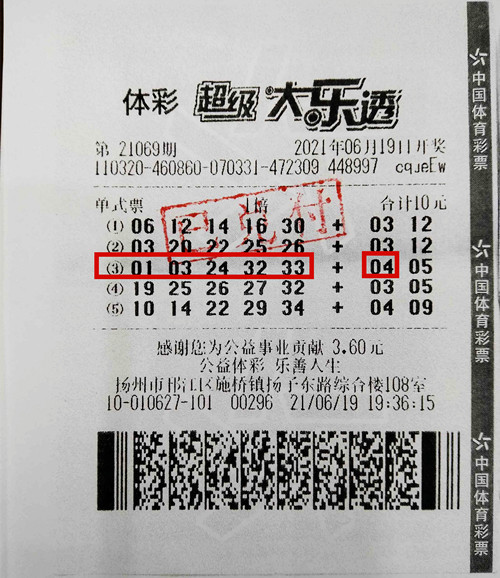 体彩 超级大乐透
第 21069期 2021年06月19日开奖
110320-460860-070331-472309 448997 cqɹɐEw
单式票 1倍 合计10元
(1) 06 12 14 16 30 + 03 12
(2) 03 20 22 25 26 + 03 12
(3) 01 03 24 32 33 + 04 05
(4) 19 25 26 27 32 + 03 05
(5) 10 14 22 29 34 + 04 09
已兑付
感谢您为公益事业贡献 3.60元
公益体彩 乐善人生
扬州市邗江区施桥镇扬子东路综合楼108室
10-010627-101 00296 21/06/19 19:36:15
中国体育彩票
中国体育彩票
中国体育彩票